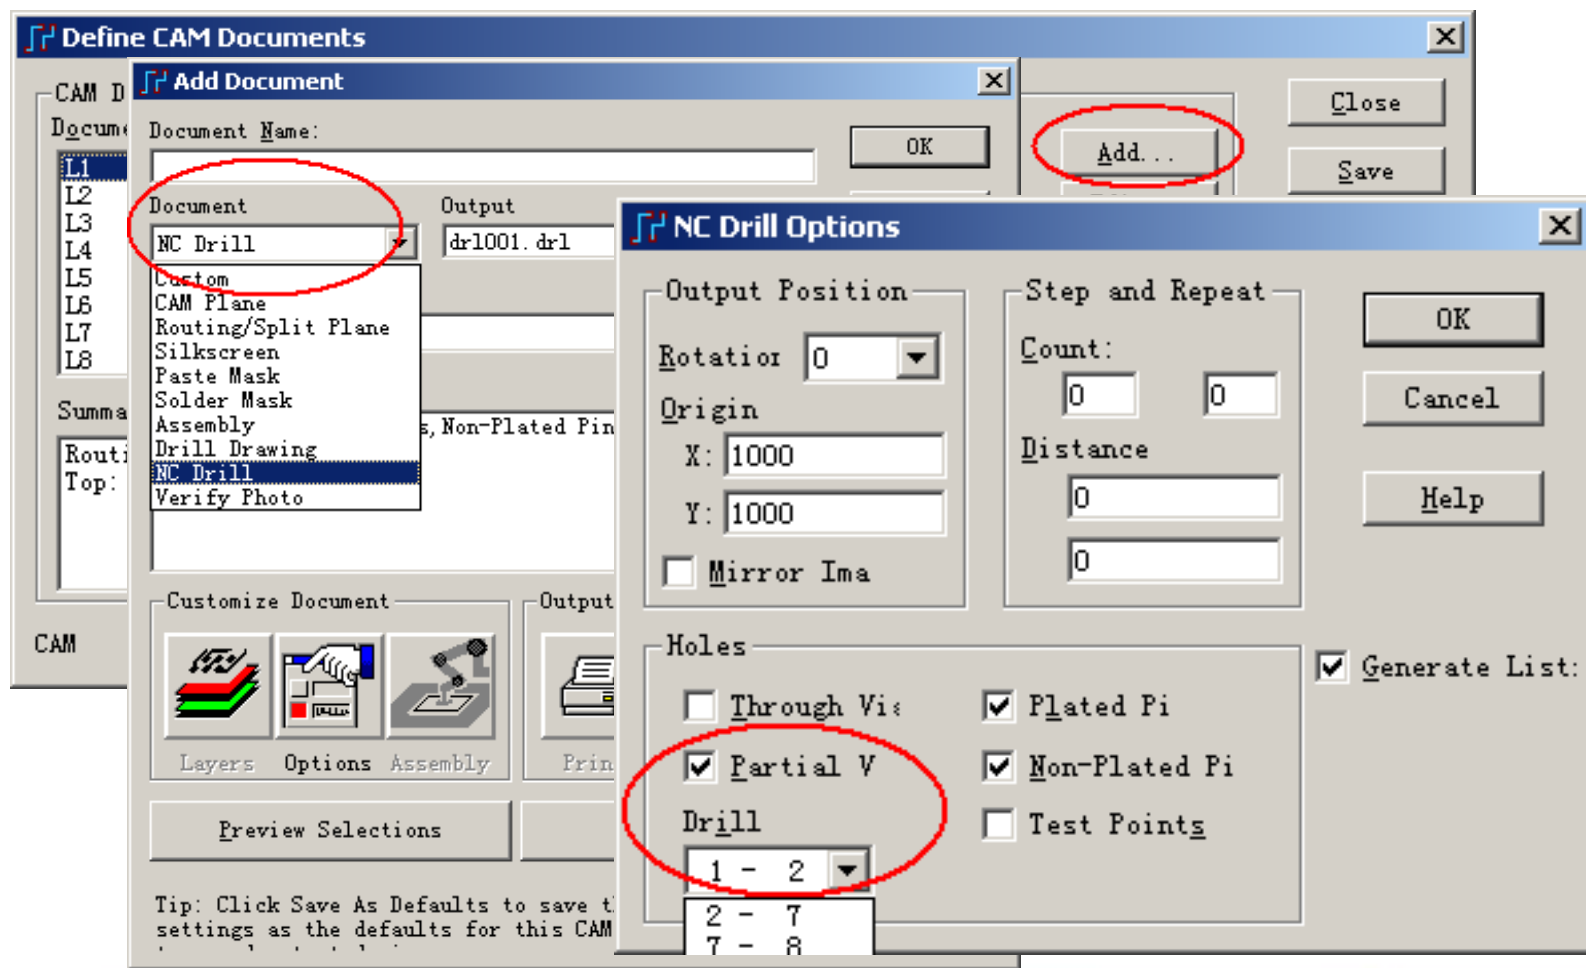 Define CAM Documents
CAM D
Docume
L1
L2
L3
L4
L5
L6
L7
L8
Summa
Routi
Top:
CAM
Add...
Close
Save
Add Document
Document Name:
OK
Document
Output
NC Drill
drl001.drl
Custom
CAM Plane
Routing/Split Plane
Silkscreen
Paste Mask
Solder Mask
Assembly
Drill Drawing
NC Drill
Verify Photo
s, Non-Plated Pin
Customize Document
Output
Layers
Options
Assembly
Prin
Preview Selections
Tip: Click Save As Defaults to save t
settings as the defaults for this CAM
NC Drill Options
Output Position
Rotation
0
Origin
X: 1000
Y: 1000
Mirror Ima
Step and Repeat
Count:
0 0
Distance
0
0
OK
Cancel
Help
Holes
Through Via
Plated Pi
Partial V
Non-Plated Pi
Drill
Test Points
1 - 2
2 - 7
7 - 8
Generate List: